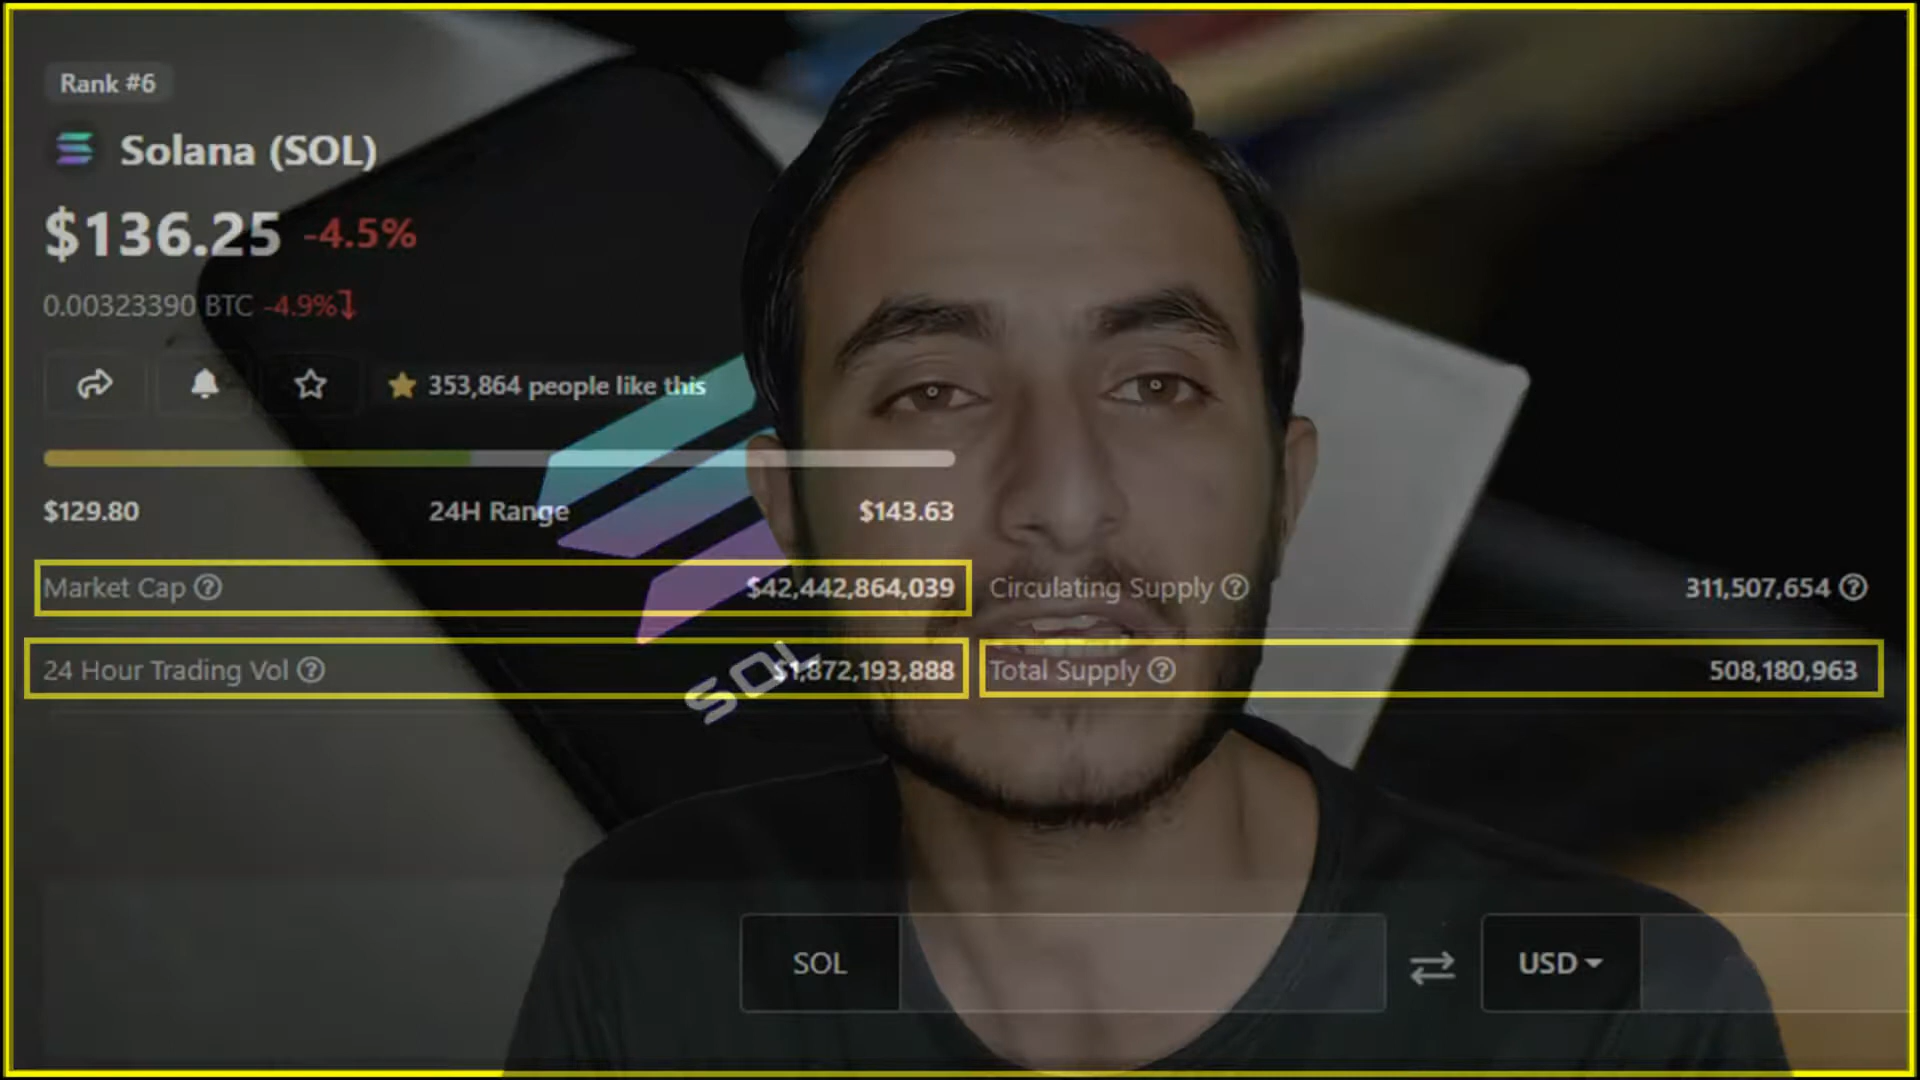 Rank #6
Solana (SOL)
$136.25 -4.5%
0.00323390 BTC -4.9%
353,864 people like this
$129.80 24H Range $143.63
Market Cap $42,442,864,039 Circulating Supply 311,507,654
24 Hour Trading Vol $1,872,193,888 Total Supply 508,180,963
SOL
SOL USD